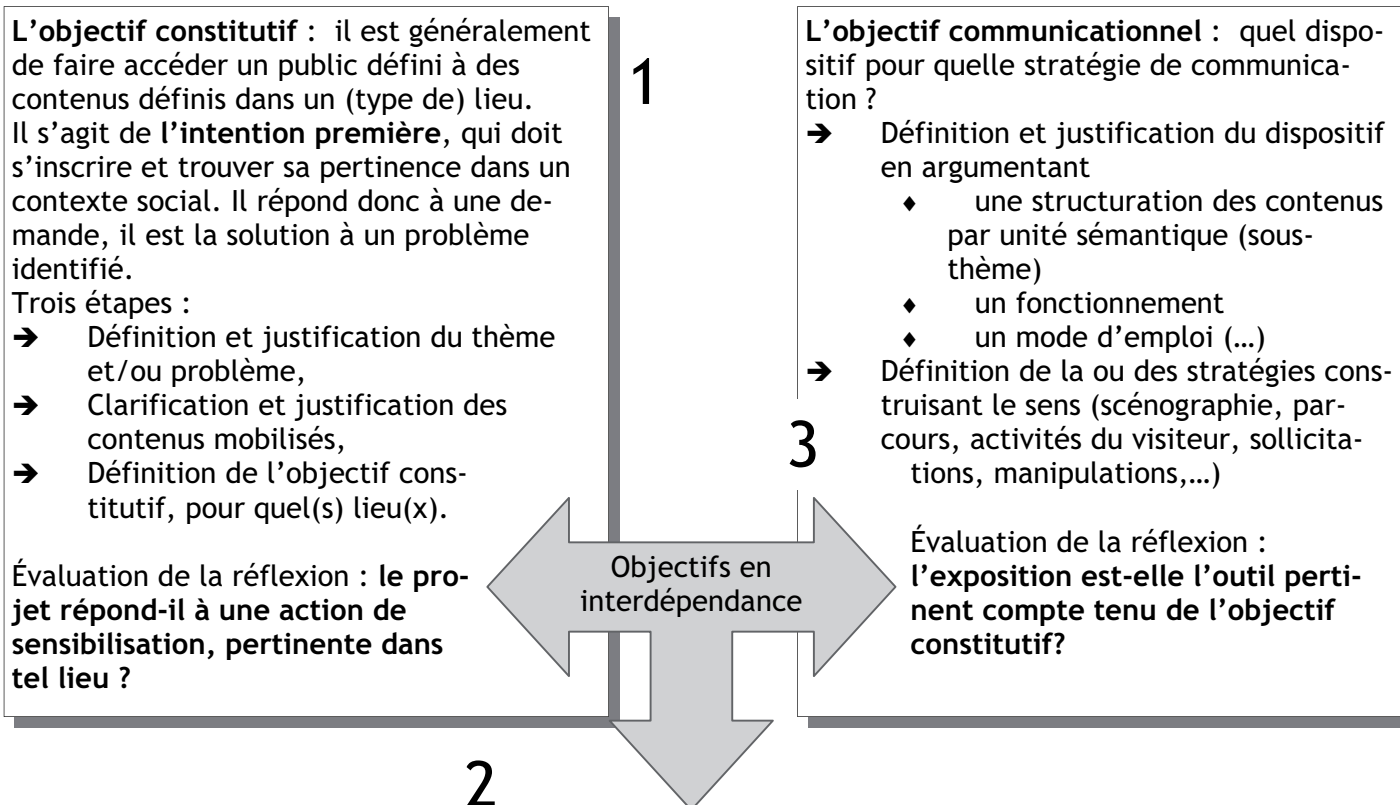 L’objectif constitutif :  il est généralement
de faire accéder un public défini à des
contenus définis dans un (type de) lieu.
Il s’agit de l’intention première, qui doit
s’inscrire et trouver sa pertinence dans un
contexte social. Il répond donc à une de-
mande, il est la solution à un problème
identifié.
Trois étapes :
➔ Définition et justification du thème
et/ou problème,
➔ Clarification et justification des
contenus mobilisés,
➔ Définition de l’objectif cons-
titutif, pour quel(s) lieu(x).
Évaluation de la réflexion : le pro-
jet répond-il à une action de
sensibilisation, pertinente dans
tel lieu ?
1
L’objectif communicationnel :  quel dispo-
sitif pour quelle stratégie de communica-
tion ?
➔ Définition et justification du dispositif
en argumentant
♦ une structuration des contenus
par unité sémantique (sous-
thème)
♦ un fonctionnement
♦ un mode d’emploi (…)
➔ Définition de la ou des stratégies cons-
truisant le sens (scénographie, par-
cours, activités du visiteur, sollicita-
tions, manipulations,…)
Évaluation de la réflexion :
l’exposition est-elle l’outil perti-
nent compte tenu de l’objectif
constitutif?
3
Objectifs en
interdépendance
2